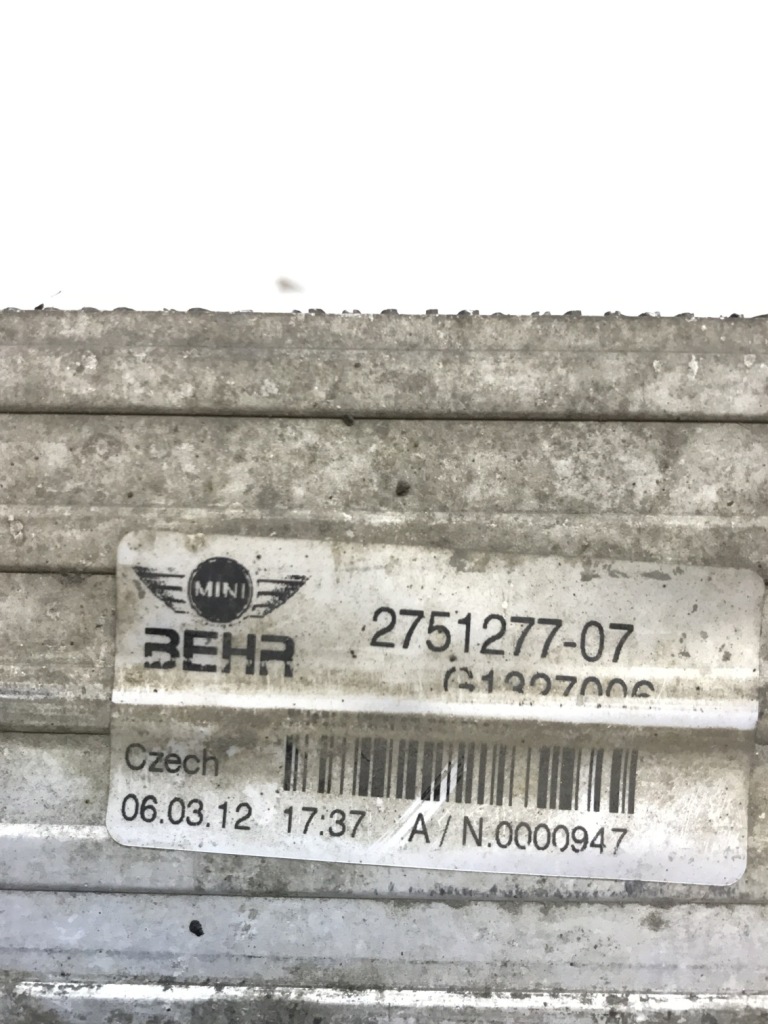 MINI
BEHR
2751277-07
Czech
06.03.12 17:37 A/N.0000947